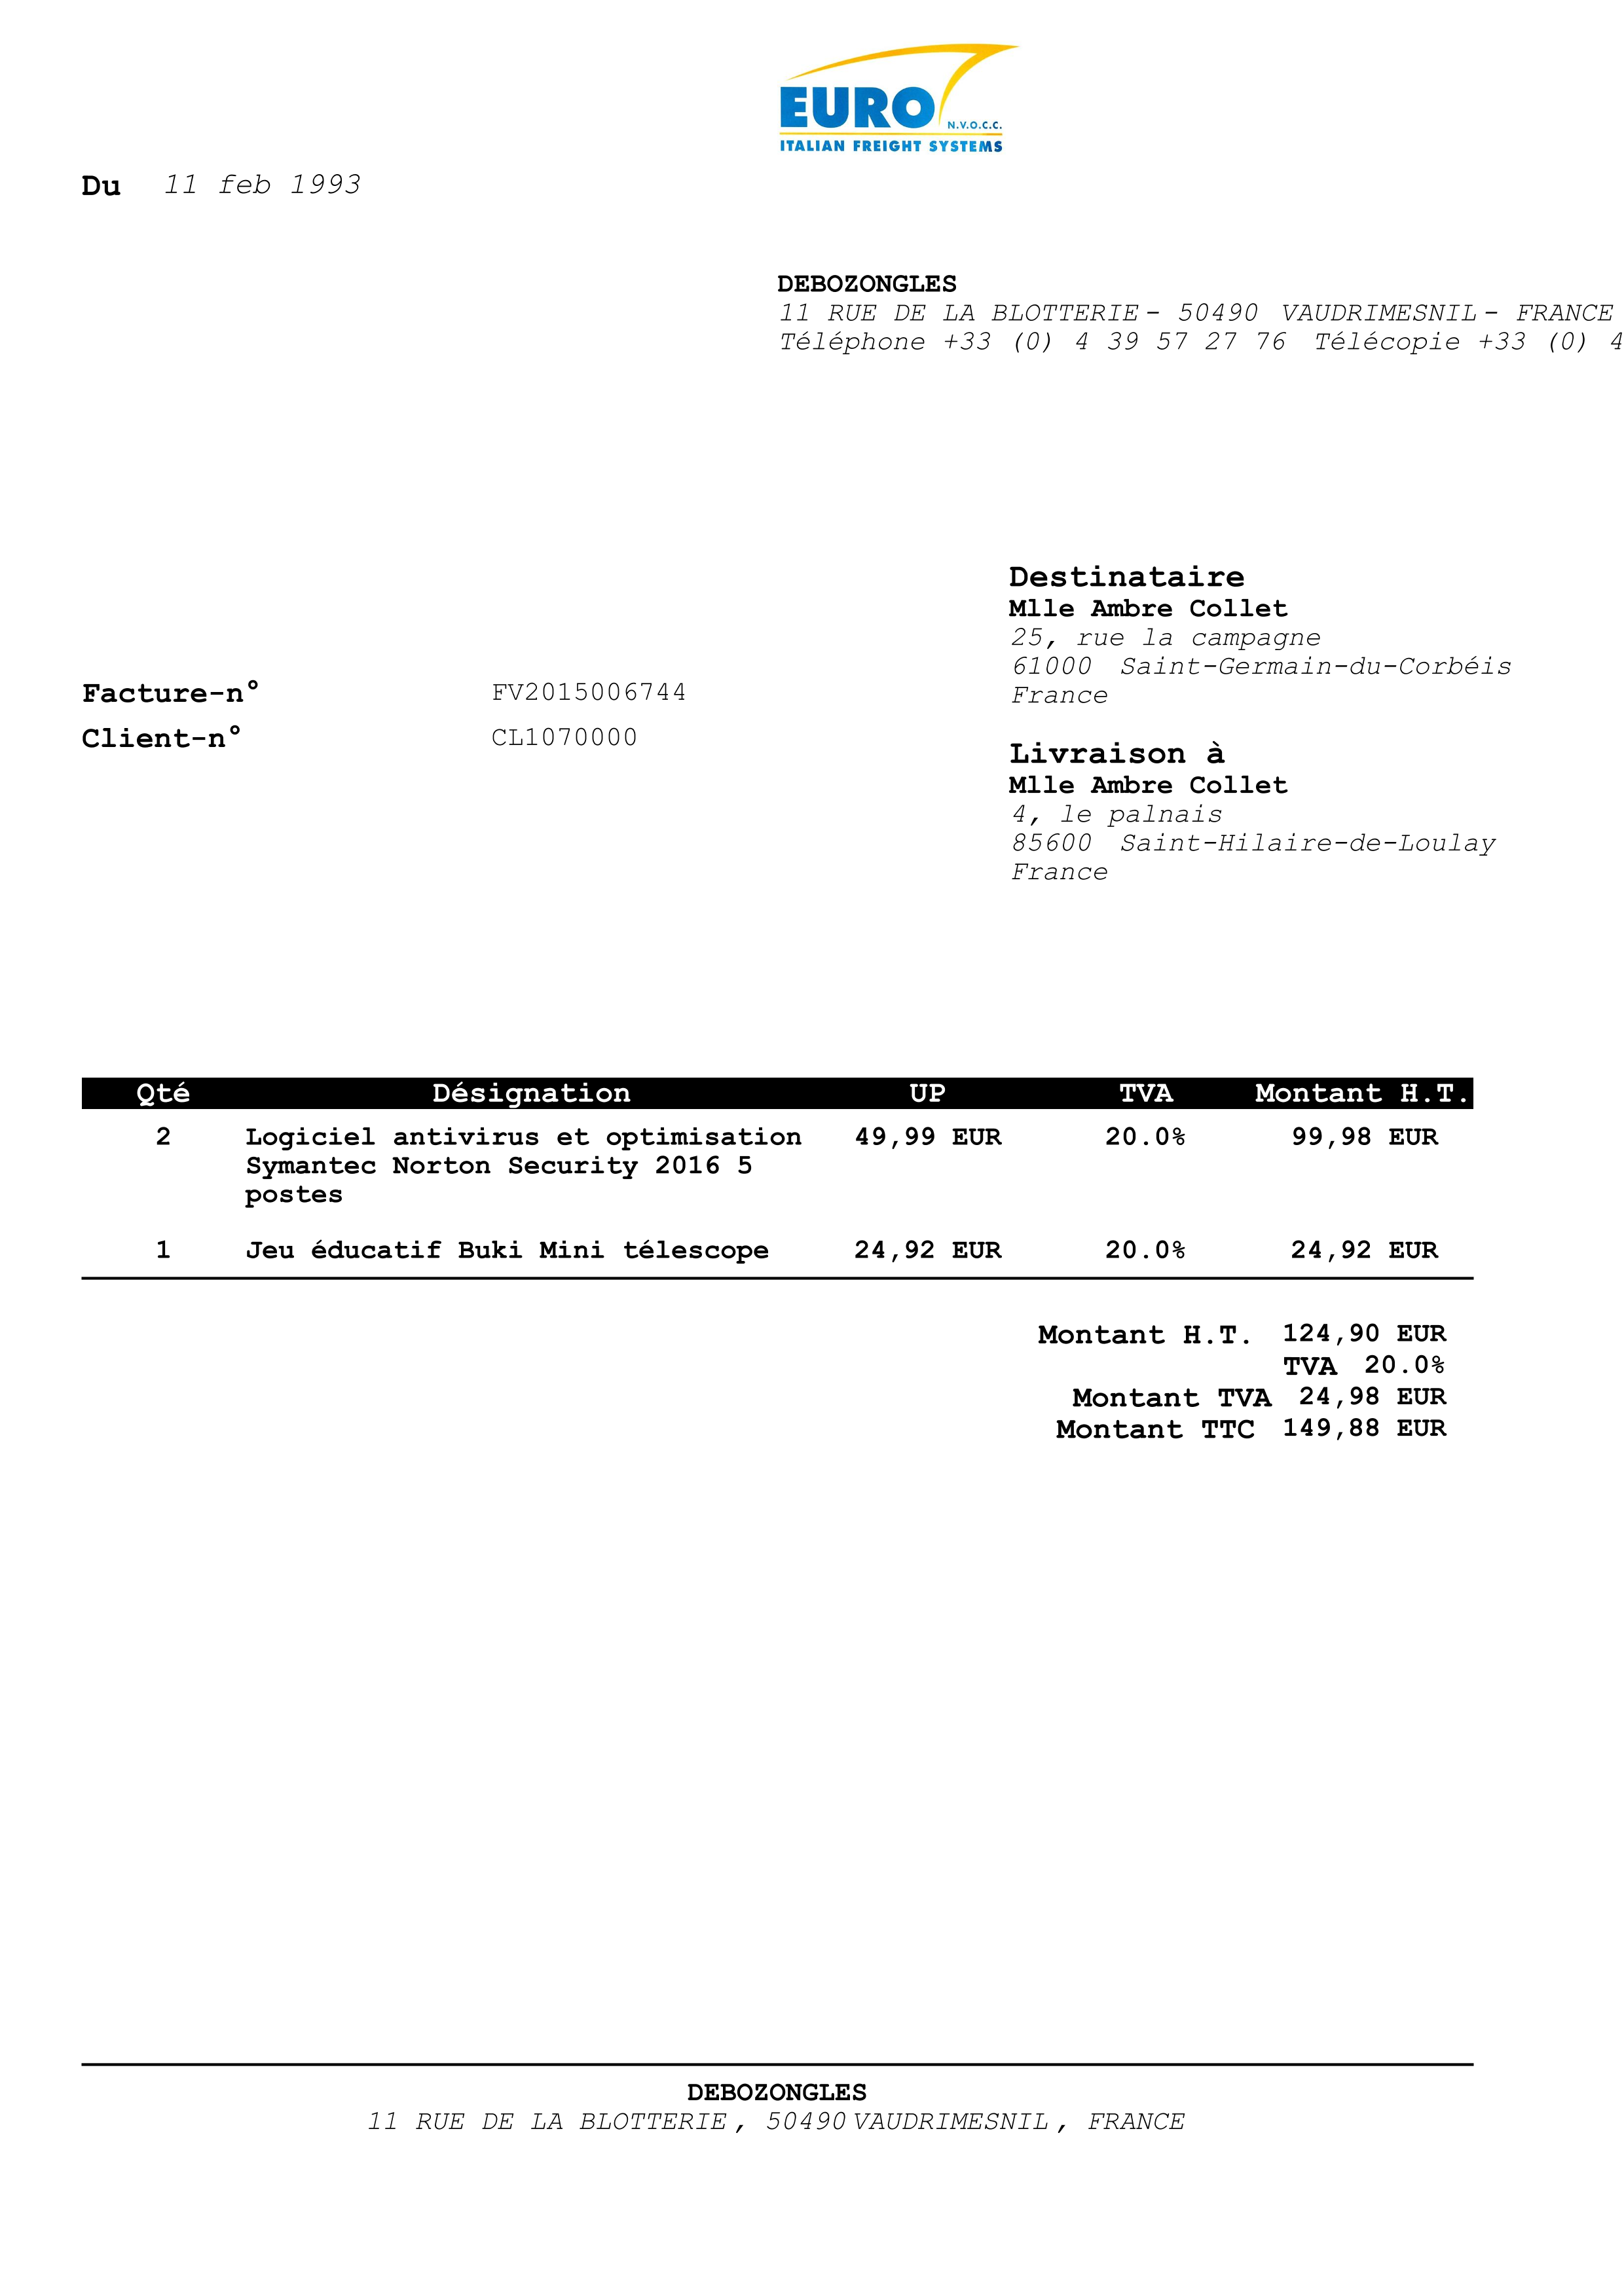 EURO
N.V.O.C.C.
ITALIAN FREIGHT SYSTEMS
Du 11 feb 1993
DEBOZONGLES
11 RUE DE LA BLOTTERIE - 50490 VAUDRIMESNIL - FRANCE
Téléphone +33 (0) 4 39 57 27 76 Télécopie +33 (0) 4
Destinataire
Mlle Ambre Collet
25, rue la campagne
61000 Saint-Germain-du-Corbéis
France
Facture-n° FV2015006744
Client-n° CL1070000
Livraison à
Mlle Ambre Collet
4, le palnais
85600 Saint-Hilaire-de-Loulay
France
Qté Désignation UP TVA Montant H.T.
2 Logiciel antivirus et optimisation 49,99 EUR 20.0% 99,98 EUR
Symantec Norton Security 2016 5
postes
1 Jeu éducatif Buki Mini télescope 24,92 EUR 20.0% 24,92 EUR
Montant H.T. 124,90 EUR
TVA 20.0%
Montant TVA 24,98 EUR
Montant TTC 149,88 EUR
DEBOZONGLES
11 RUE DE LA BLOTTERIE , 50490 VAUDRIMESNIL , FRANCE